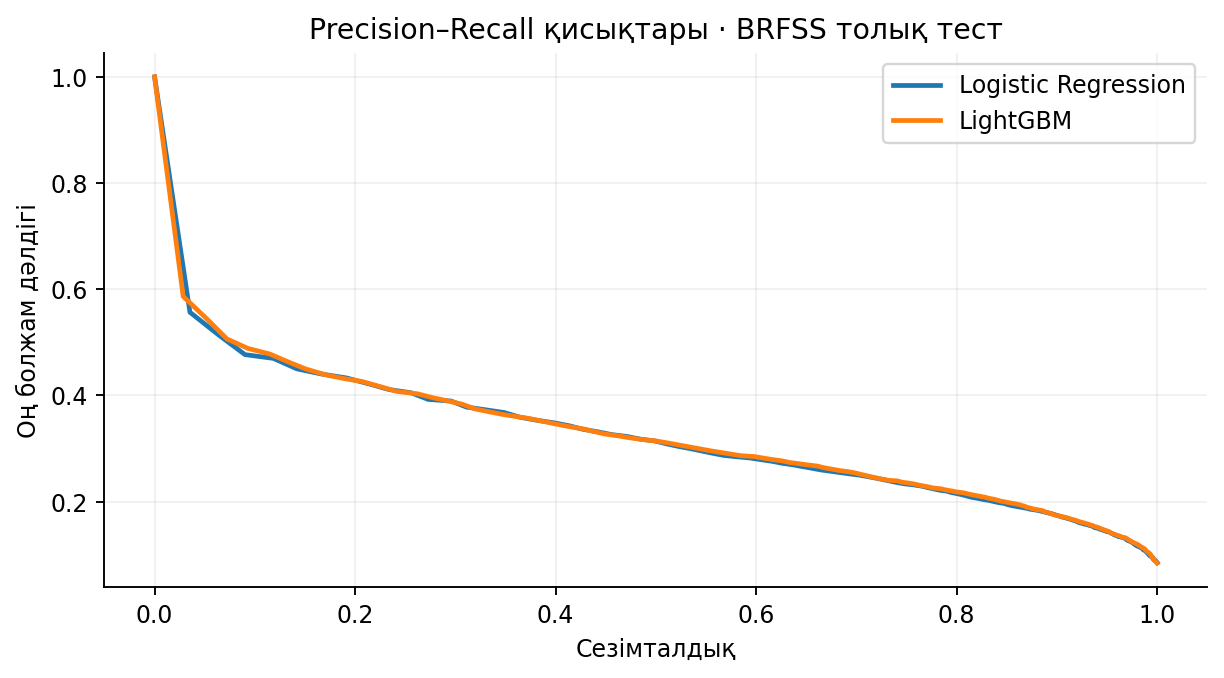 Precision–Recall қисықтары · BRFSS толық тест
Оң болжам дәлдігі
1.0
0.8
0.6
0.4
0.2
Logistic Regression
LightGBM
0.0 0.2 0.4 0.6 0.8 1.0
Сезімталдық